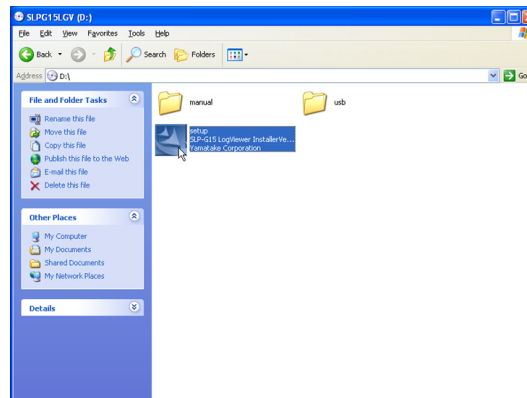 SLPG15LGV (D:)
File Edit View Favorites Tools Help
Back Search Folders
Address D:\ Go
File and Folder Tasks
Rename this file
Move this file
Copy this file
Publish this file to the Web
E-mail this file
Delete this file
Other Places
My Computer
My Documents
Shared Documents
My Network Places
Details
manual
usb
setup
SLP-G15 LogViewer InstallerVe...
Yamatake Corporation